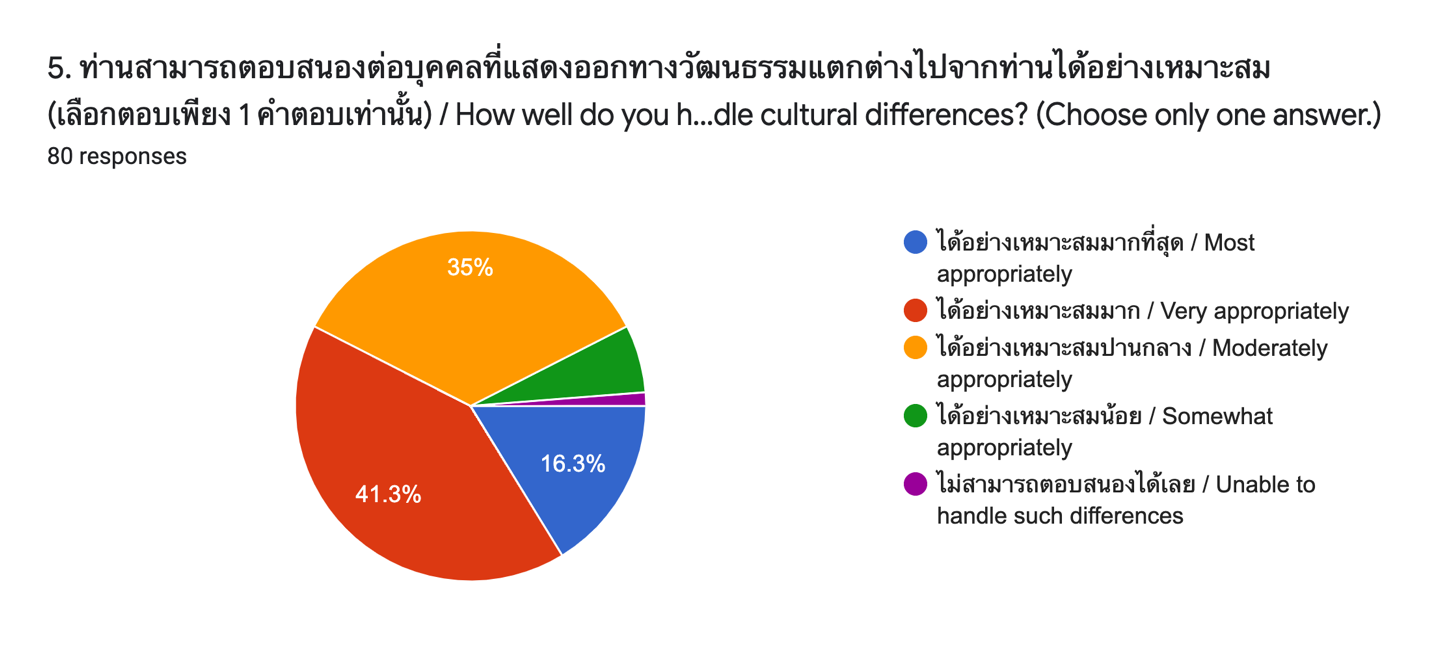 5. ท่านสามารถตอบสนองต่อบุคคลที่แสดงออกทางวัฒนธรรมแตกต่างไปจากท่านได้อย่างเหมาะสม
(เลือกตอบเพียง 1 คำตอบเท่านั้น) / How well do you h...dle cultural differences? (Choose only one answer.)
80 responses
35%
16.3%
41.3%
ได้อย่างเหมาะสมมากที่สุด / Most
appropriately
ได้อย่างเหมาะสมมาก / Very appropriately
ได้อย่างเหมาะสมปานกลาง / Moderately
appropriately
ได้อย่างเหมาะสมน้อย / Somewhat
appropriately
ไม่สามารถตอบสนองได้เลย / Unable to
handle such differences